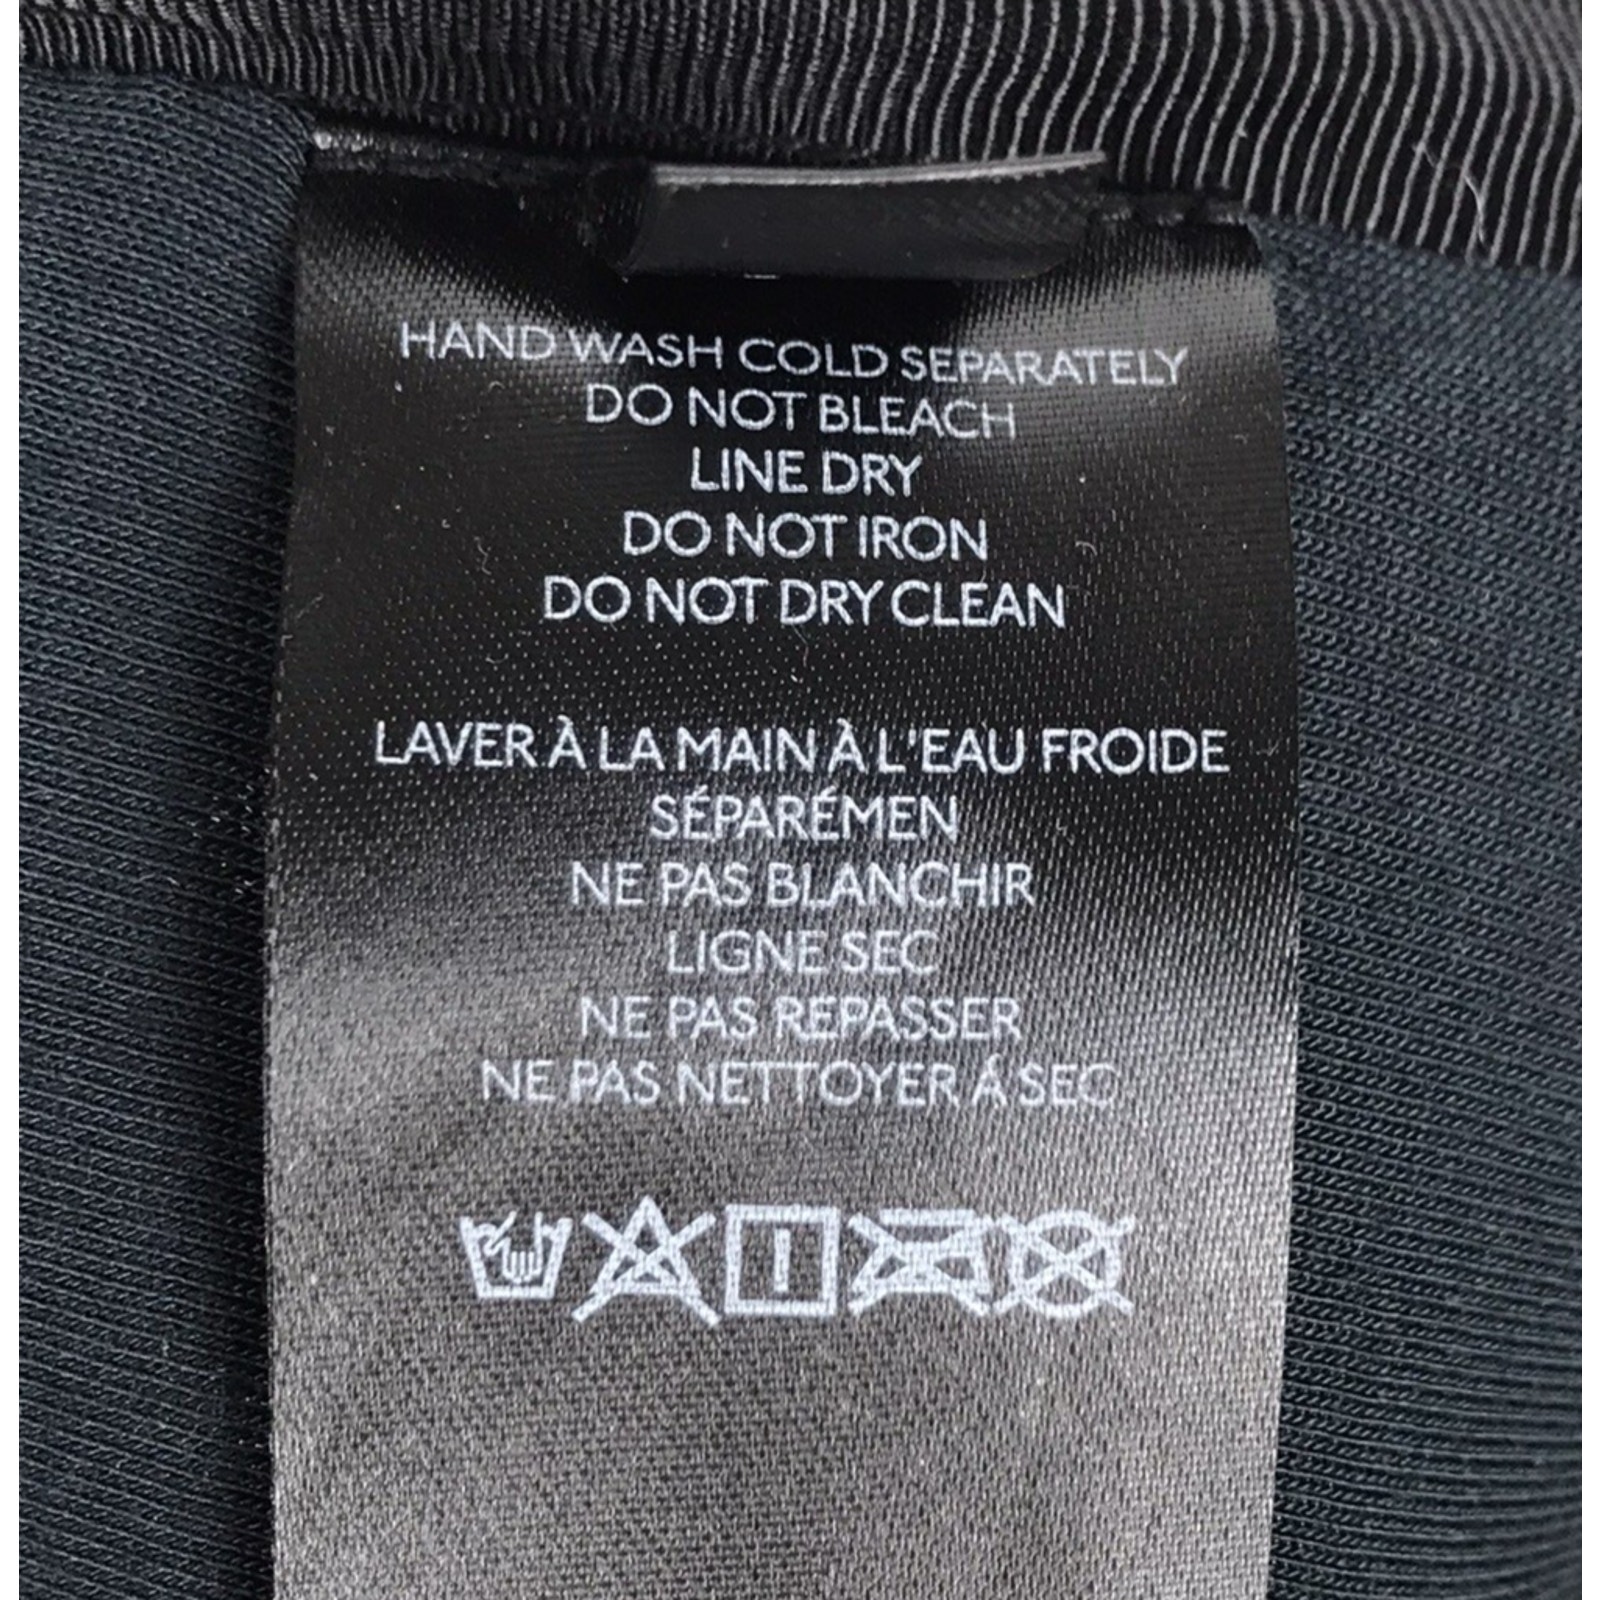 HAND WASH COLD SEPARATELY
DO NOT BLEACH
LINE DRY
DO NOT IRON
DO NOT DRY CLEAN
LAVER À LA MAIN À L'EAU FROIDE
SÉPARÉMEN
NE PAS BLANCHIR
LIGNE SEC
NE PAS REPASSER
NE PAS NETTOYER Á SEC